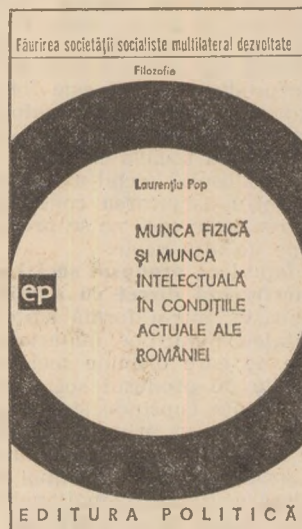 Făurirea societății socialiste multilateral dezvoltate
Filozofie
Laurențiu Pop
MUNCA FIZICĂ
ȘI MUNCA
INTELECTUALĂ
ÎN CONDIȚIILE
ACTUALE ALE
ROMÂNIEI
ep
EDITURA POLITICĂ